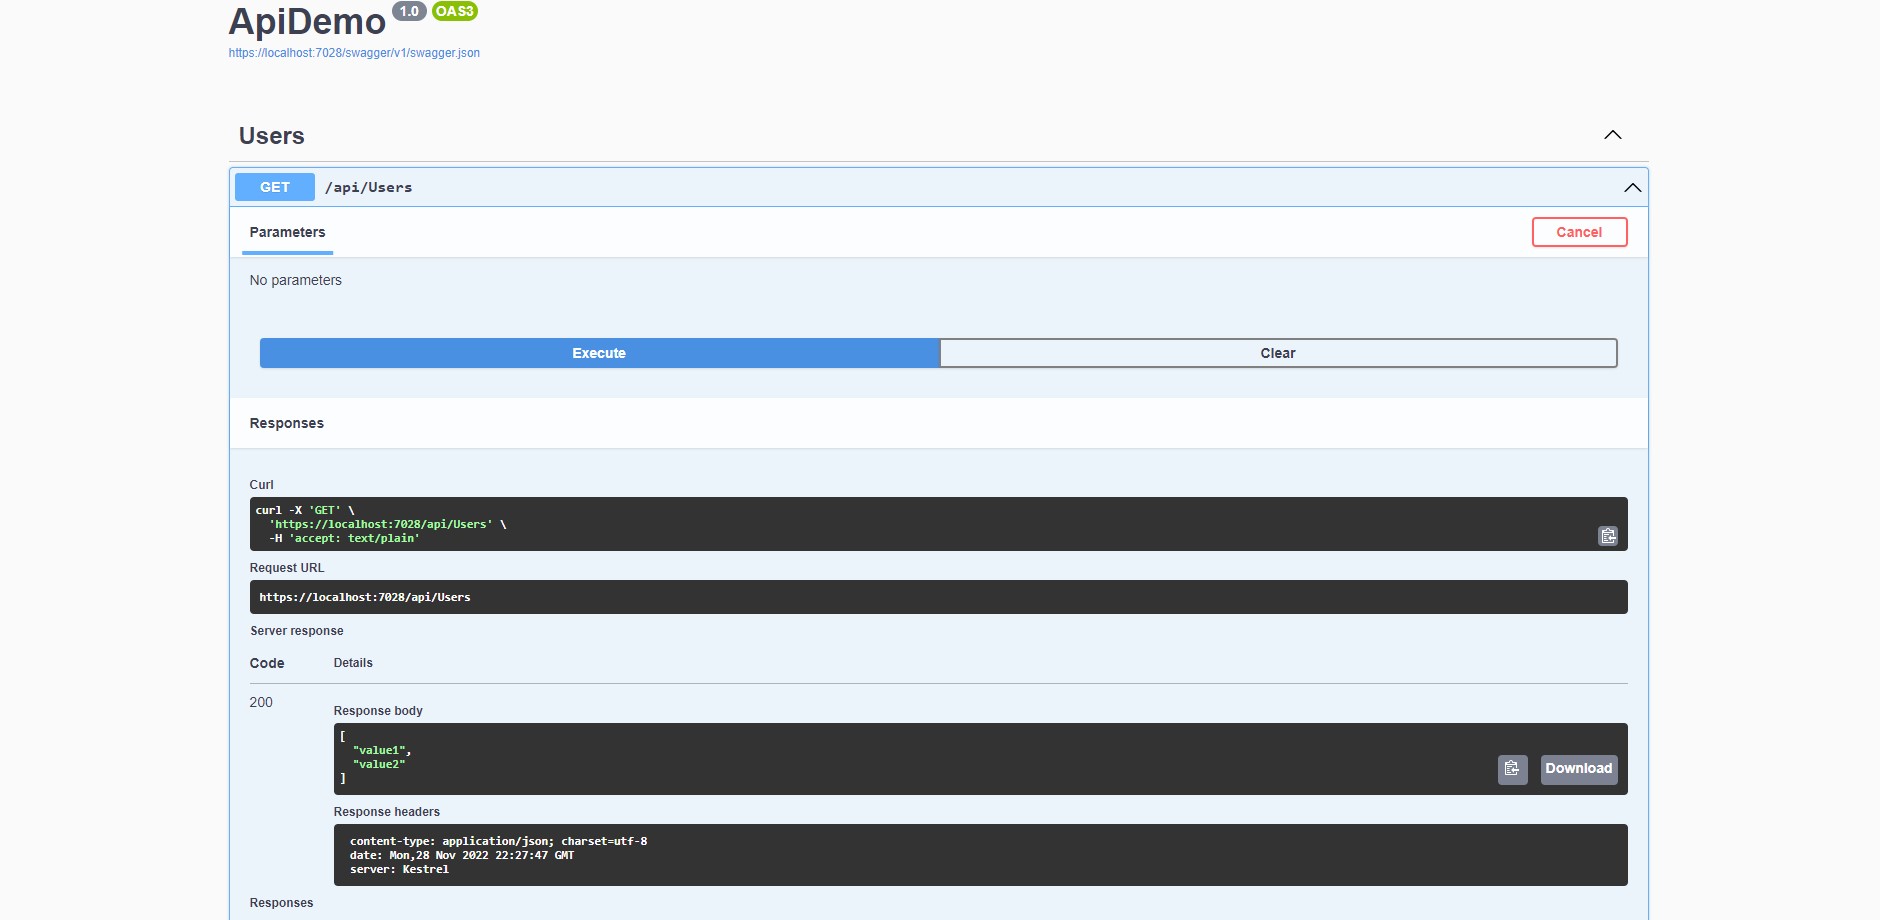 ApiDemo 1.0 OAS3
https://localhost:7028/swagger/v1/swagger.json
Users
GET /api/Users
Parameters Cancel
No parameters
Execute Clear
Responses
Curl
curl -X 'GET' \
'https://localhost:7028/api/Users' \
-H 'accept: text/plain'
Request URL
https://localhost:7028/api/Users
Server response
Code Details
200
Response body
[
"value1",
"value2"
]
Download
Response headers
content-type: application/json; charset=utf-8
date: Mon,28 Nov 2022 22:27:47 GMT
server: Kestrel
Responses